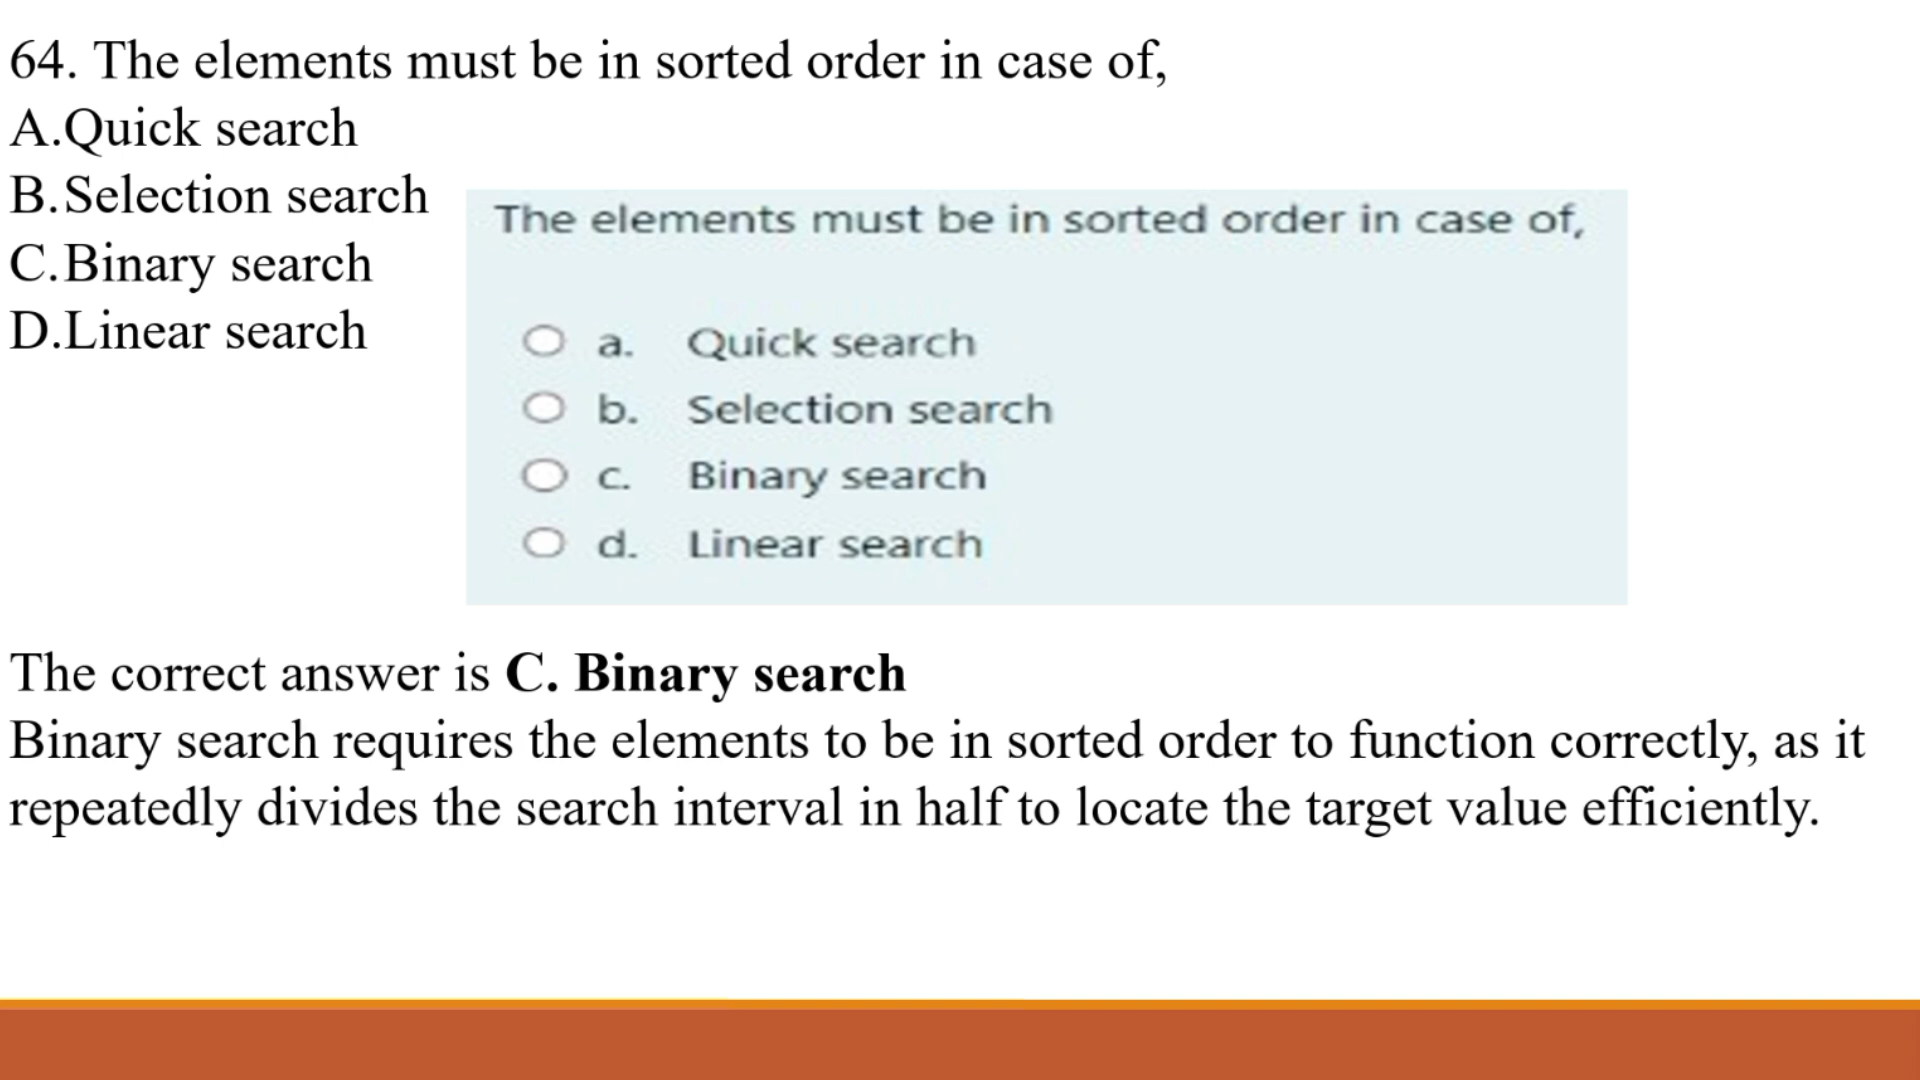 64. The elements must be in sorted order in case of,
A.Quick search
B.Selection search
C.Binary search
D.Linear search
The elements must be in sorted order in case of,
a. Quick search
b. Selection search
c. Binary search
d. Linear search
The correct answer is C. Binary search
Binary search requires the elements to be in sorted order to function correctly, as it
repeatedly divides the search interval in half to locate the target value efficiently.